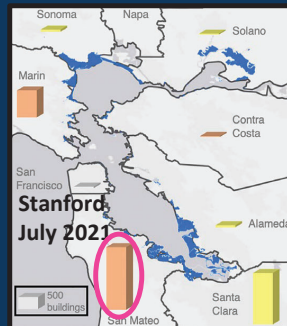 Sonoma
Napa
Solano
Marin
Contra
Costa
San
Francisco
Stanford
July 2021
Alameda
500
buildings
Santa
Clara
San Mateo